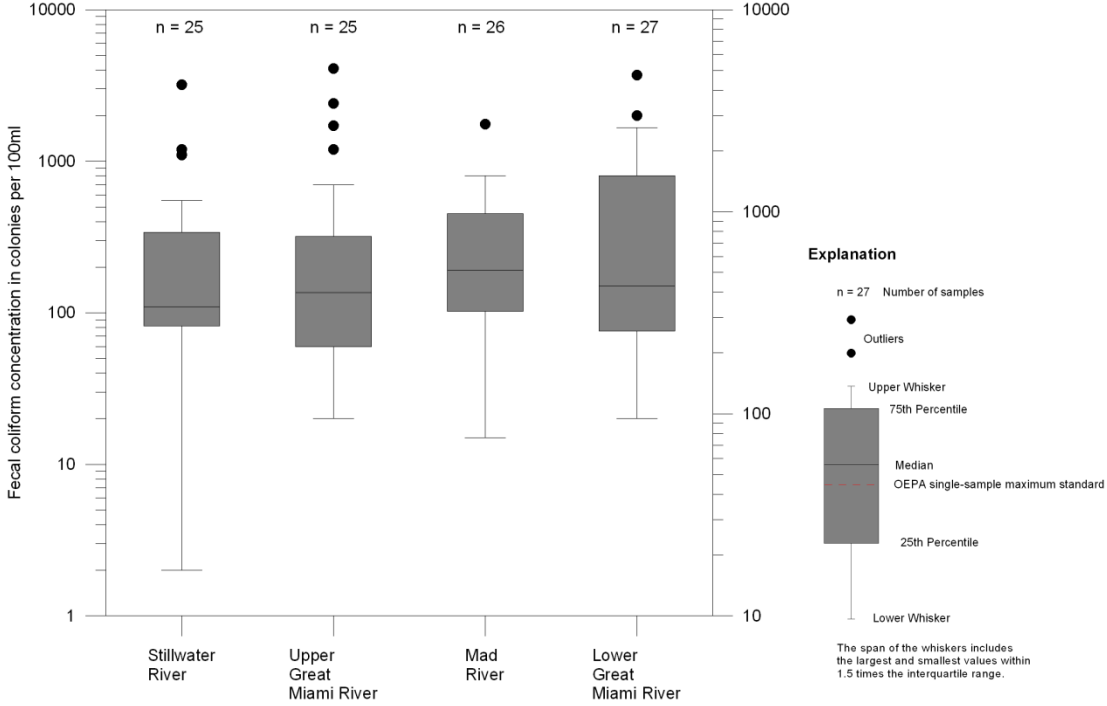 10000
1000
100
10
1
Fecal coliform concentration in colonies per 100ml
n = 25
n = 25
n = 26
n = 27
10000
1000
100
10
Stillwater
River
Upper
Great
Miami River
Mad
River
Lower
Great
Miami River
Explanation
n = 27 Number of samples
Outliers
Upper Whisker
75th Percentile
Median
OEPA single-sample maximum standard
25th Percentile
Lower Whisker
The span of the whiskers includes
the largest and smallest values within
1.5 times the interquartile range.